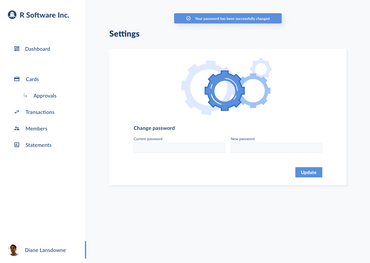 R Software Inc.
Your password has been successfully changed
Settings
Dashboard
Cards
Approvals
Transactions
Members
Statements
Change password
Current password
New password
Update
Diane Lansdowne